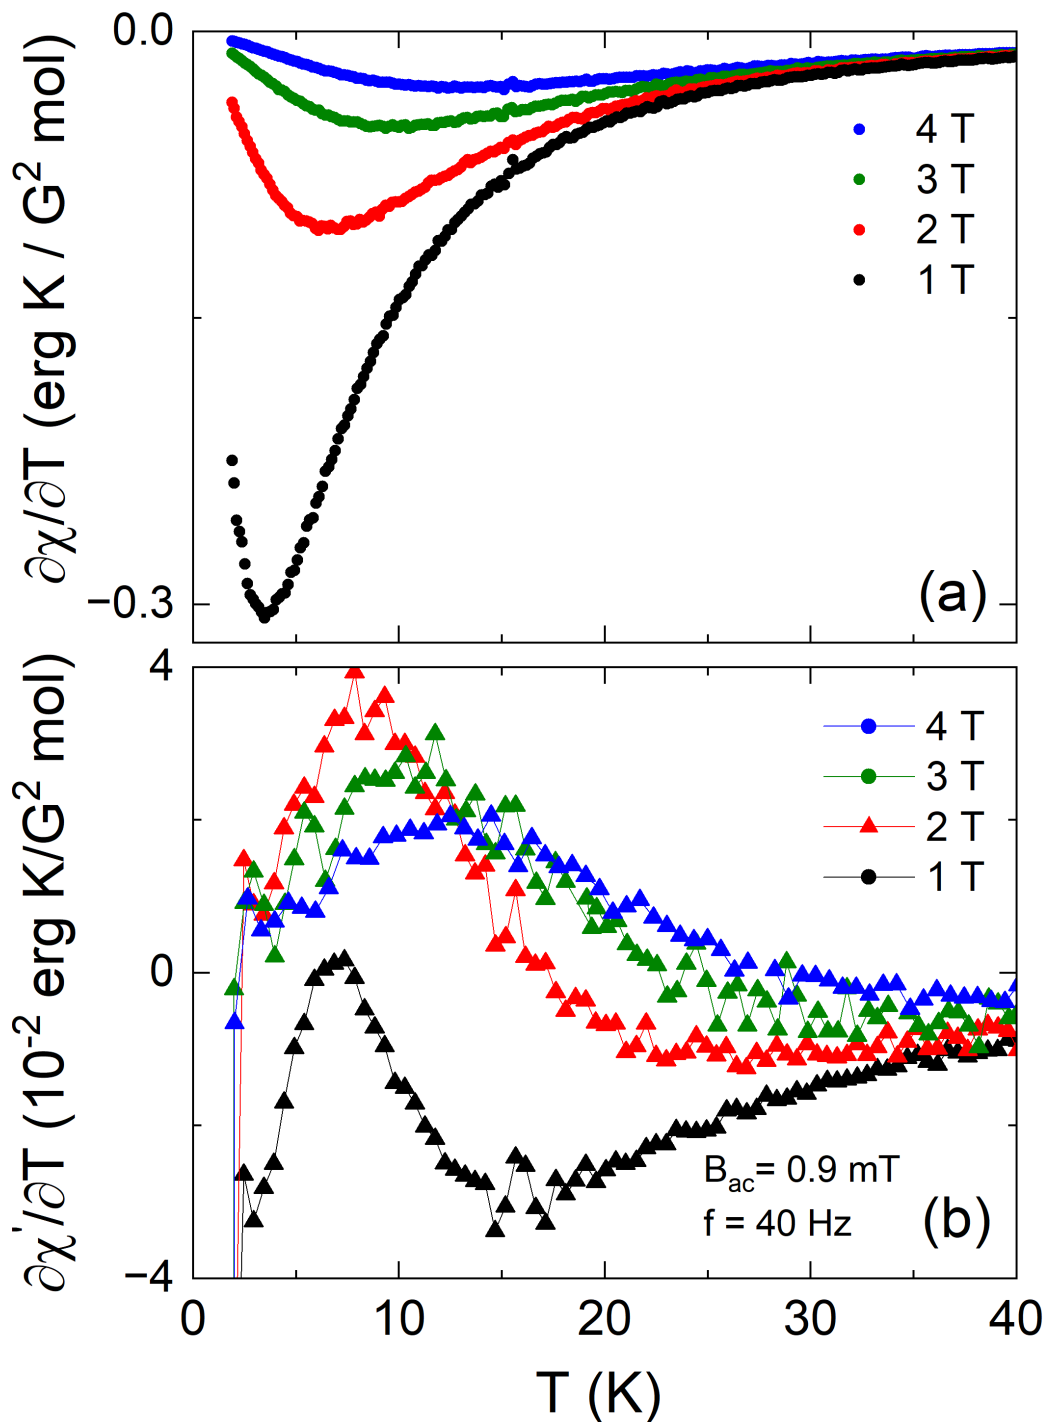 0.0
∂χ/∂T (erg K / G² mol)
4 T
3 T
2 T
1 T
−0.3
(a)
4
∂χ'/∂T (10⁻² erg K/G² mol)
4 T
3 T
2 T
1 T
0
B_ac= 0.9 mT
f = 40 Hz
(b)
−4
0 10 20 30 40
T (K)